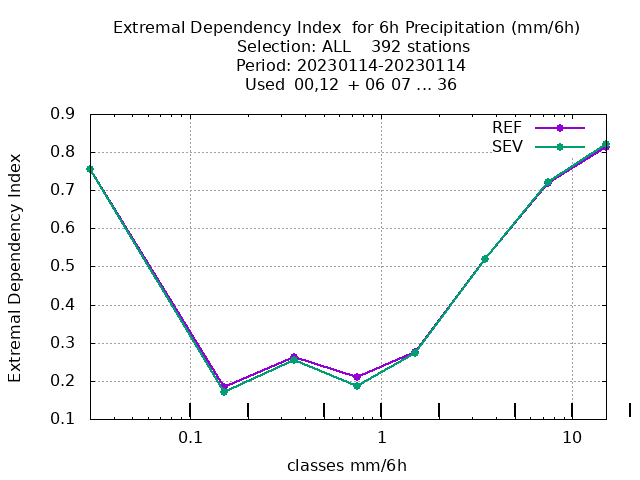 Extremal Dependency Index  for 6h Precipitation (mm/6h)
Selection: ALL    392 stations
Period: 20230114-20230114
Used  00,12  + 06 07 ... 36
REF
SEV
0.9
0.8
0.7
0.6
0.5
0.4
0.3
0.2
0.1
Extremal Dependency Index
0.1 1 10
classes mm/6h